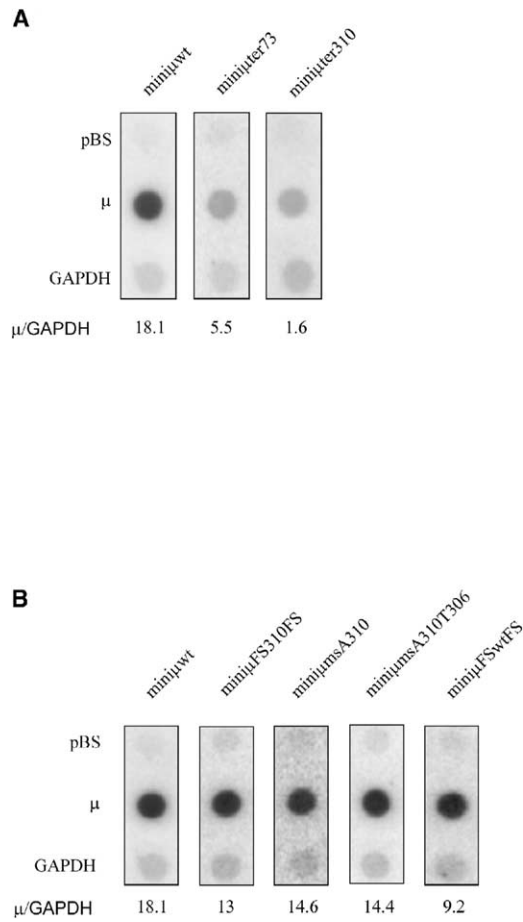 A
miniμwt miniμter73 miniμter310
pBS
μ
GAPDH
μ/GAPDH 18.1 5.5 1.6
B
miniμwt miniμFS310FS miniμmsA310 miniμmsA310T306 miniμFSwtFS
pBS
μ
GAPDH
μ/GAPDH 18.1 13 14.6 14.4 9.2